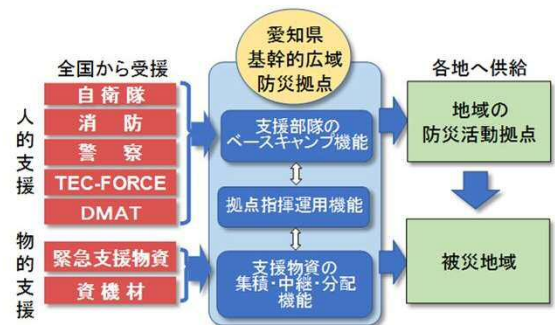 愛知県
基幹的広域
防災拠点
全国から受援
各地へ供給
人的支援
自衛隊
消防
警察
TEC-FORCE
DMAT
物的支援
緊急支援物資
資機材
支援部隊の
ベースキャンプ機能
拠点指揮運用機能
支援物資の
集積・中継・分配
機能
地域の
防災活動拠点
被災地域